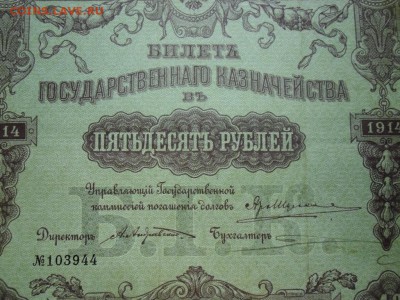 БИЛЕТЪ
ГОСУДАРСТВЕННАГО КАЗНАЧЕЙСТВА
ВЪ
14 1914
ПЯТЬДЕСЯТЪ РУБЛЕЙ
Управляющій Государственной
коммиссіей погашенія долговъ
Директоръ Бухгалтеръ
№103944